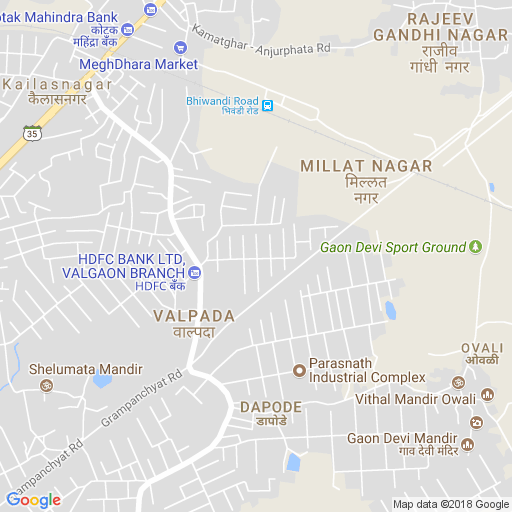 otak Mahindra Bank
कोटक
महिंद्रा बँक
Kamatghar - Anjurphata Rd
RAJEEV
GANDHI NAGAR
राजीव
गांधी नगर
MeghDhara Market
Kailasnagar
कैलासनगर
Bhiwandi Road
भिवंडी रोड
35
MILLAT NAGAR
मिल्लत
नगर
Gaon Devi Sport Ground
HDFC BANK LTD,
VALGAON BRANCH
HDFC बँक
VALPADA
वाल्पदा
OVALI
ओवळी
Shelumata Mandir
Parasnath
Industrial Complex
Grampanchyat Rd
Vithal Mandir Owali
DAPODE
डापोडे
Gaon Devi Mandir
गाव देवी मंदिर
Grampanchyat Rd
Google
Map data ©2018 Google